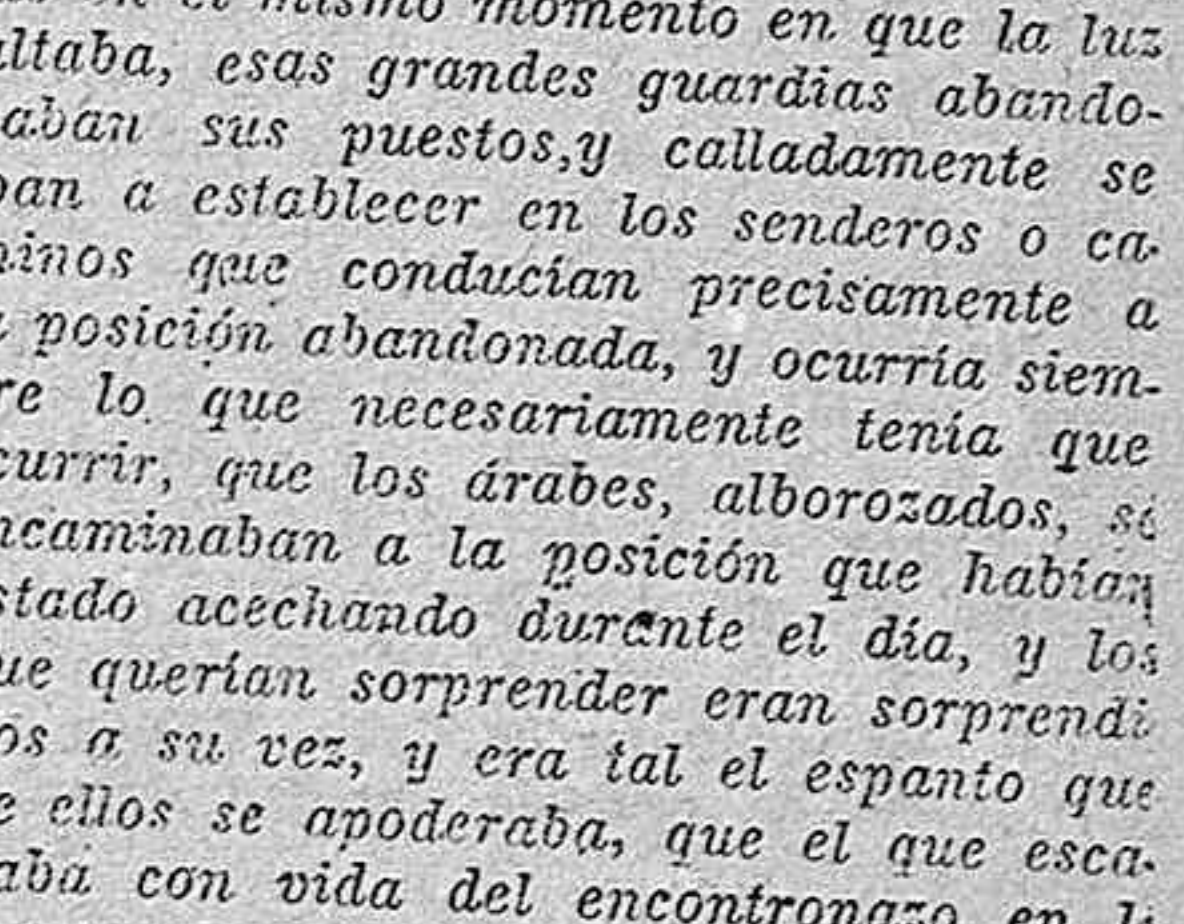 en el mismo momento en que la luz
altaba, esas grandes guardias abando-
aban sus puestos,y calladamente se
ban a establecer en los senderos o ca-
inos que conducían precisamente a
posición abandonada, y ocurría siem-
re lo que necesariamente tenía que
currir, que los árabes, alborozados, se
ncaminaban a la posición que habían
stado acechando durante el día, y los
ue querían sorprender eran sorprendi
os a su vez, y era tal el espanto que
e ellos se apoderaba, que el que esca-
aba con vida del encontronazo en